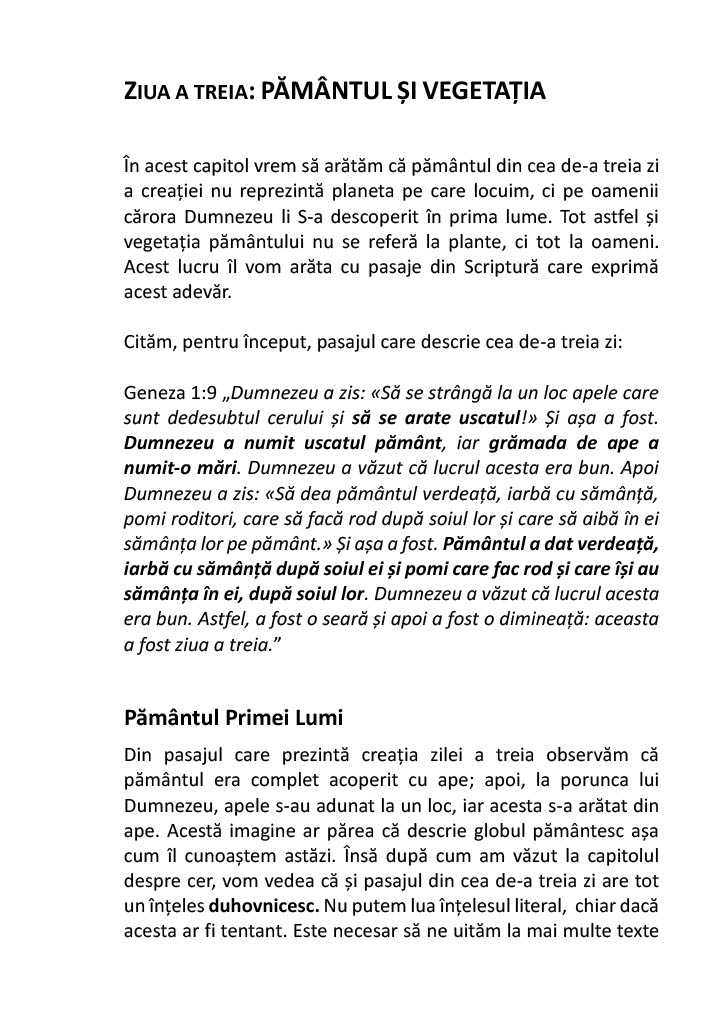 ZIUA A TREIA: PĂMÂNTUL ȘI VEGETAȚIA
În acest capitol vrem să arătăm că pământul din cea de-a treia zi
a creației nu reprezintă planeta pe care locuim, ci pe oamenii
cărora Dumnezeu li S-a descoperit în prima lume. Tot astfel și
vegetația pământului nu se referă la plante, ci tot la oameni.
Acest lucru îl vom arăta cu pasaje din Scriptură care exprimă
acest adevăr.
Cităm, pentru început, pasajul care descrie cea de-a treia zi:
Geneza 1:9 „Dumnezeu a zis: «Să se strângă la un loc apele care
sunt dedesubtul cerului și să se arate uscatul!» Și așa a fost.
Dumnezeu a numit uscatul pământ, iar grămada de ape a
numit-o mări. Dumnezeu a văzut că lucrul acesta era bun. Apoi
Dumnezeu a zis: «Să dea pământul verdeață, iarbă cu sămânță,
pomi roditori, care să facă rod după soiul lor și care să aibă în ei
sămânța lor pe pământ.» Și așa a fost. Pământul a dat verdeață,
iarbă cu sămânță după soiul ei și pomi care fac rod și care își au
sămânța în ei, după soiul lor. Dumnezeu a văzut că lucrul acesta
era bun. Astfel, a fost o seară și apoi a fost o dimineață: aceasta
a fost ziua a treia.”
Pământul Primei Lumi
Din pasajul care prezintă creația zilei a treia observăm că
pământul era complet acoperit cu ape; apoi, la porunca lui
Dumnezeu, apele s-au adunat la un loc, iar acesta s-a arătat din
ape. Acestă imagine ar părea că descrie globul pământesc așa
cum îl cunoaștem astăzi. Însă după cum am văzut la capitolul
despre cer, vom vedea că și pasajul din cea de-a treia zi are tot
un înțeles duhovnicesc. Nu putem lua înțelesul literal, chiar dacă
acesta ar fi tentant. Este necesar să ne uităm la mai multe texte